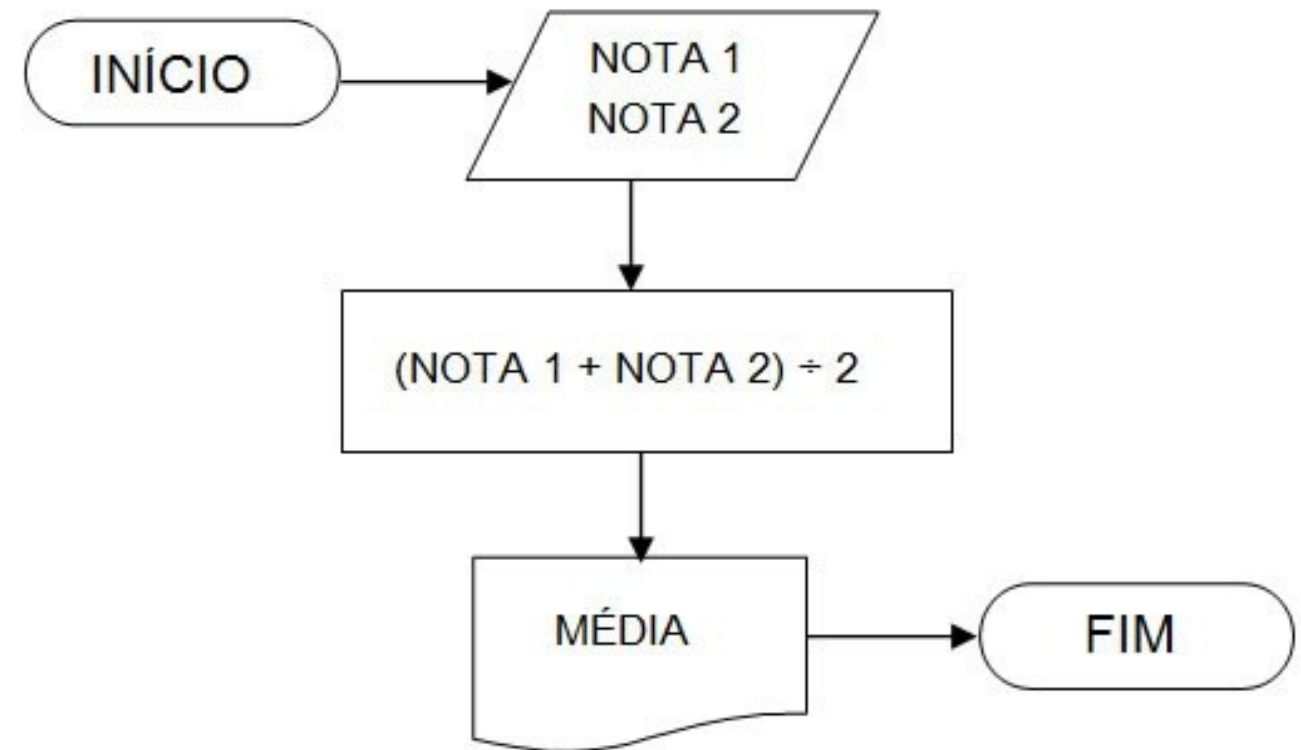 INÍCIO
NOTA 1
NOTA 2
(NOTA 1 + NOTA 2) ÷ 2
MÉDIA
FIM